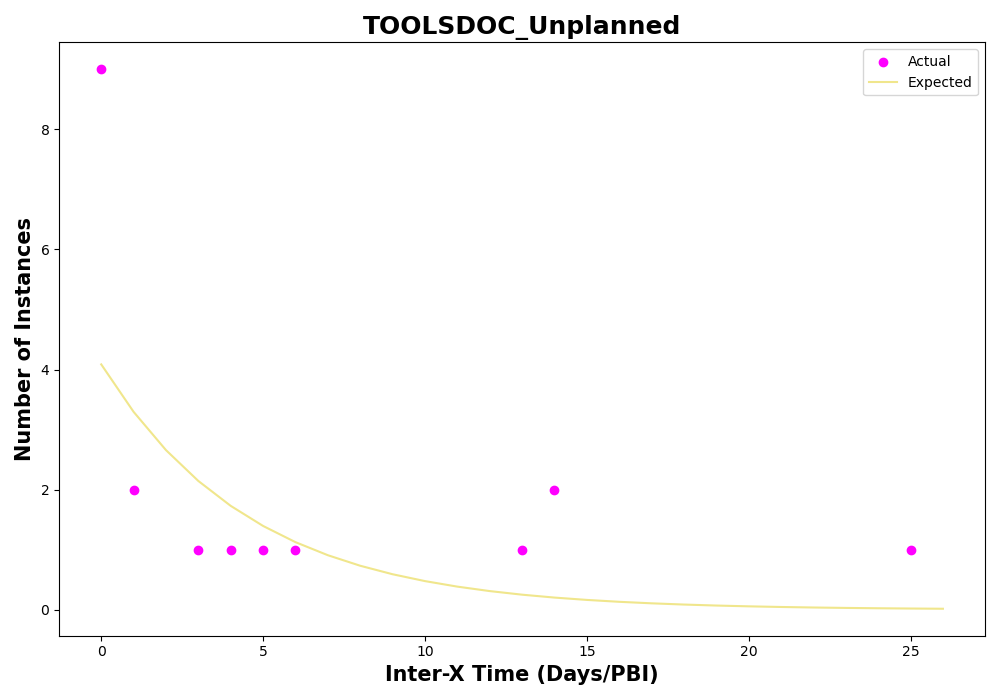 TOOLSDOC_Unplanned
Actual
Expected
Number of Instances
8
6
4
2
0
0 5 10 15 20 25
Inter-X Time (Days/PBI)